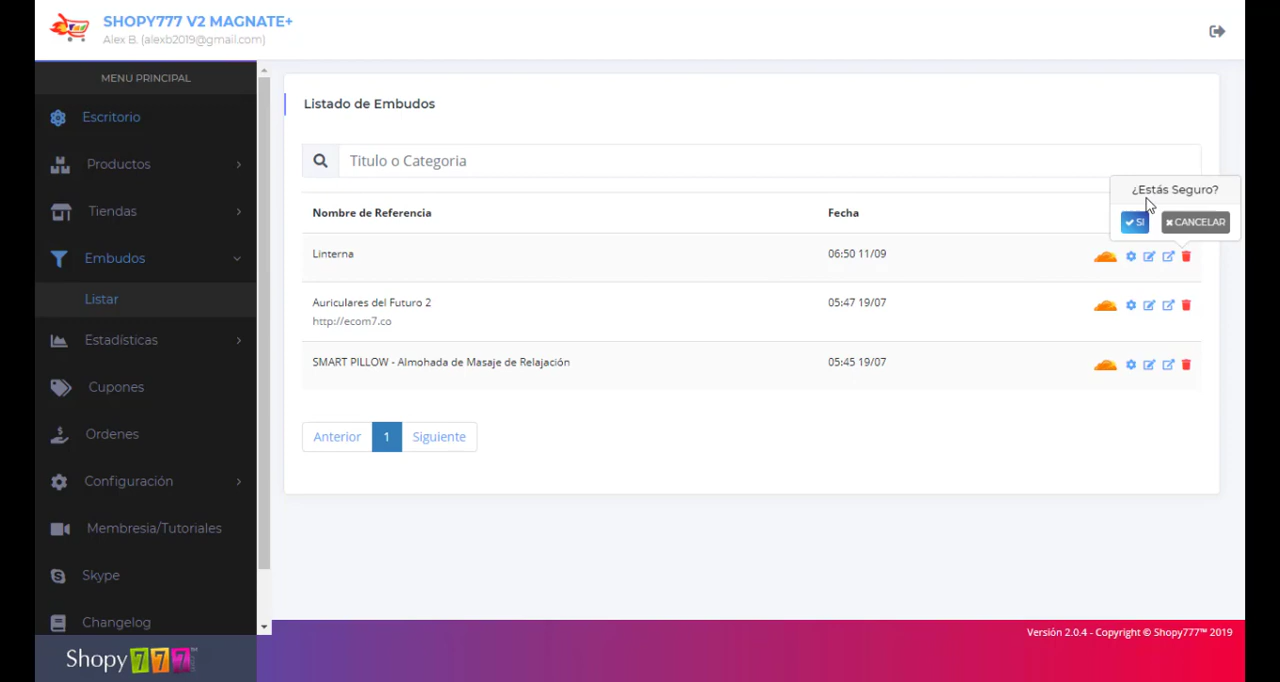 SHOPY777 V2 MAGNATE+
Alex B. (alexb2019@gmail.com)
MENU PRINCIPAL
Escritorio
Productos
Tiendas
Embudos
Listar
Estadísticas
Cupones
Ordenes
Configuración
Membresia/Tutoriales
Skype
Changelog
Shopy777™
Listado de Embudos
Titulo o Categoria
¿Estás Seguro?
SI CANCELAR
Nombre de Referencia Fecha
Linterna 06:50 11/09
Auriculares del Futuro 2 05:47 19/07
http://ecom7.co
SMART PILLOW - Almohada de Masaje de Relajación 05:45 19/07
Anterior 1 Siguiente
Versión 2.0.4 - Copyright © Shopy777™ 2019